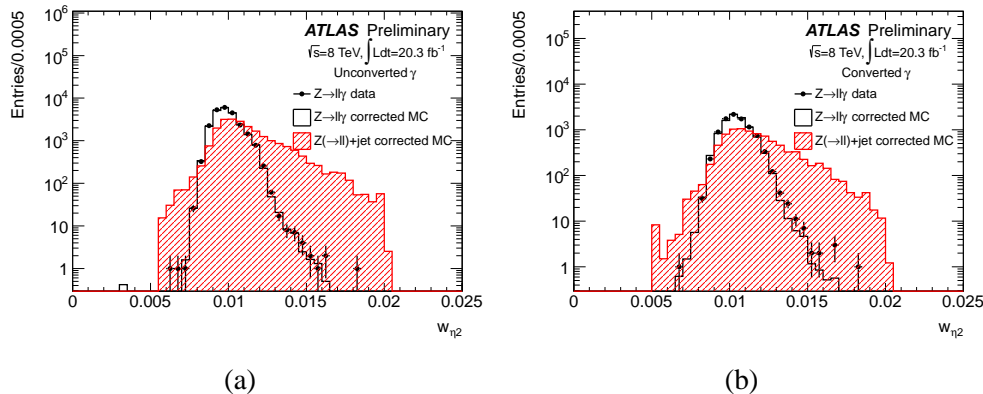 ATLAS Preliminary
√s=8 TeV, ∫Ldt=20.3 fb⁻¹
Unconverted γ
Z→llγ data
Z→llγ corrected MC
Z(→ll)+jet corrected MC
Entries/0.0005
10⁶
10⁵
10⁴
10³
10²
10
1
0 0.005 0.01 0.015 0.02 0.025
w_η2
(a)
ATLAS Preliminary
√s=8 TeV, ∫Ldt=20.3 fb⁻¹
Converted γ
Z→llγ data
Z→llγ corrected MC
Z(→ll)+jet corrected MC
Entries/0.0005
10⁵
10⁴
10³
10²
10
1
0 0.005 0.01 0.015 0.02 0.025
w_η2
(b)